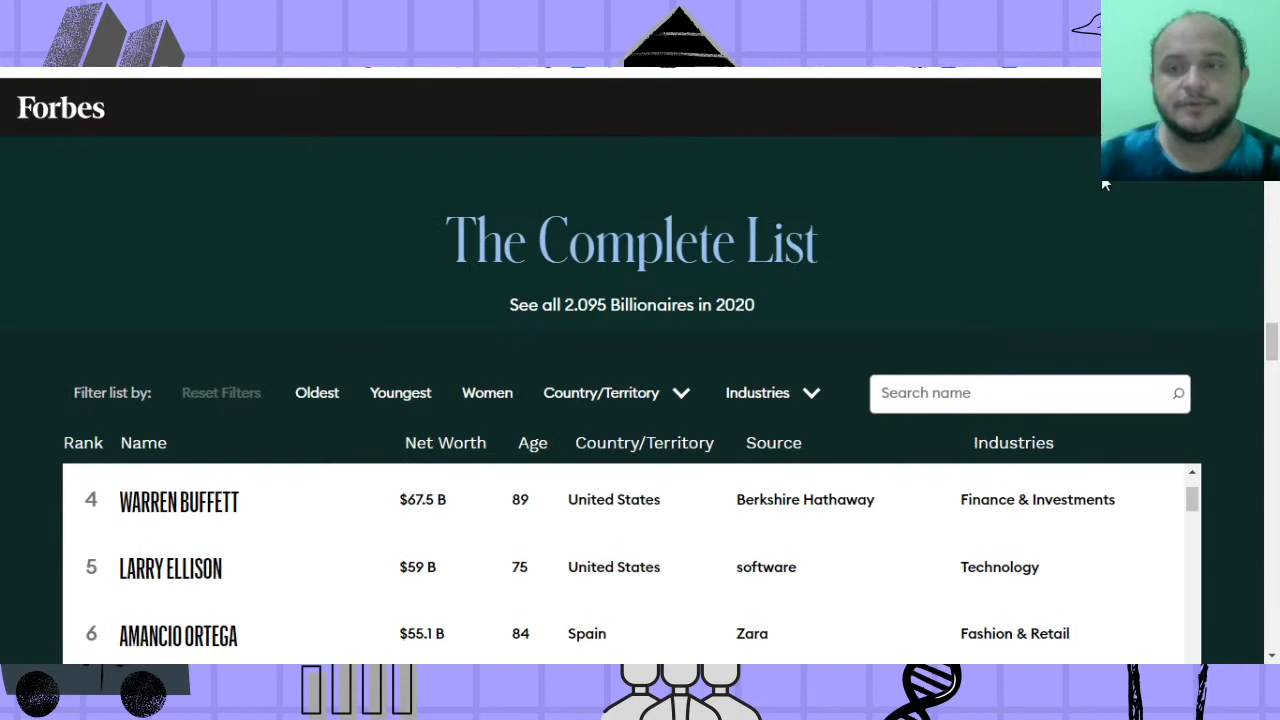 Forbes
The Complete List
See all 2.095 Billionaires in 2020
Filter list by: Reset Filters Oldest Youngest Women Country/Territory Industries Search name
Rank Name Net Worth Age Country/Territory Source Industries
4 WARREN BUFFETT $67.5 B 89 United States Berkshire Hathaway Finance & Investments
5 LARRY ELLISON $59 B 75 United States software Technology
6 AMANCIO ORTEGA $55.1 B 84 Spain Zara Fashion & Retail